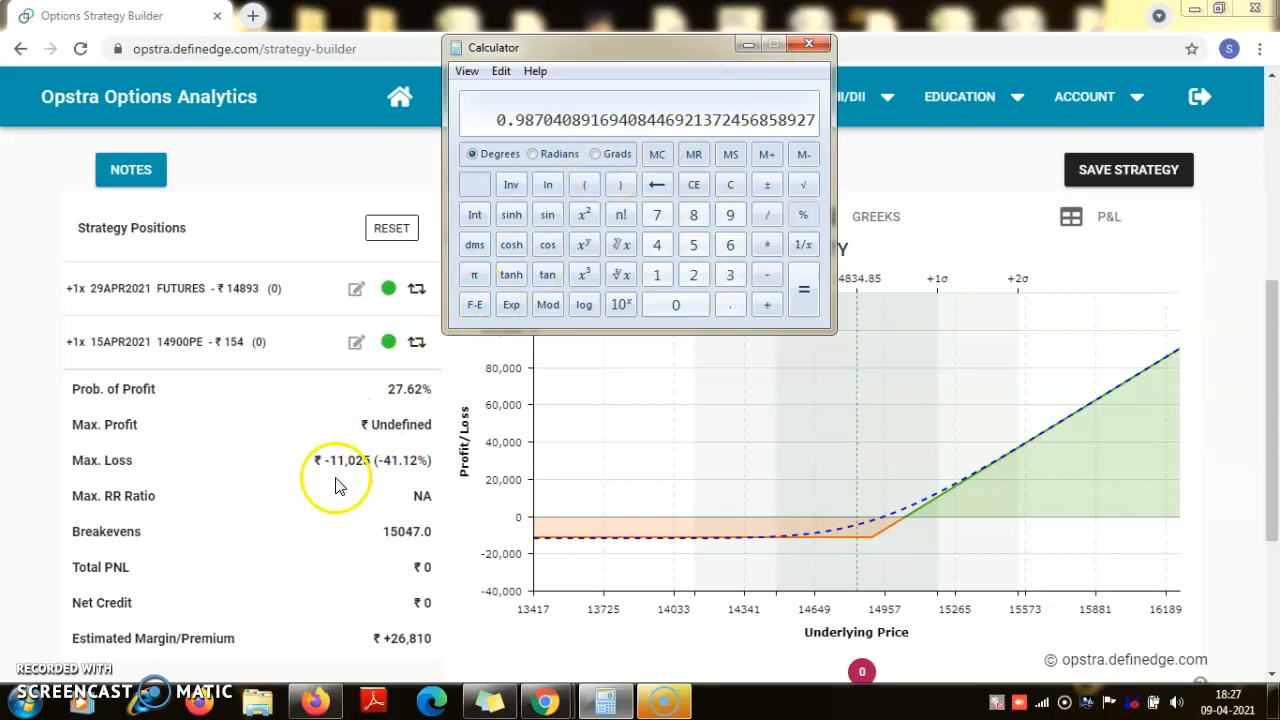 Options Strategy Builder
opstra.definedge.com/strategy-builder
S
Opstra Options Analytics
I/DII
EDUCATION
ACCOUNT
NOTES
SAVE STRATEGY
Strategy Positions
RESET
+1x 29APR2021 FUTURES - ₹ 14893 (0)
+1x 15APR2021 14900PE - ₹ 154 (0)
Prob. of Profit 27.62%
Max. Profit ₹ Undefined
Max. Loss ₹ -11,025 (-41.12%)
Max. RR Ratio NA
Breakevens 15047.0
Total PNL ₹ 0
Net Credit ₹ 0
Estimated Margin/Premium ₹ +26,810
Calculator
View Edit Help
0.98704089169408446921372456858927
Degrees Radians Grads MC MR MS M+ M-
Inv ln ( ) ← CE C ± √
Int sinh sin x² n! 7 8 9 / %
dms cosh cos xʸ ʸ√x 4 5 6 * 1/x
π tanh tan x³ ³√x 1 2 3 - =
F-E Exp Mod log 10ˣ 0 . +
GREEKS
P&L
Y
4834.85 +1σ +2σ
80,000
60,000
40,000
20,000
0
-20,000
-40,000
Profit/Loss
13417 13725 14033 14341 14649 14957 15265 15573 15881 16189
Underlying Price
© opstra.definedge.com
0
RECORDED WITH
SCREENCAST MATIC
18:27
09-04-2021